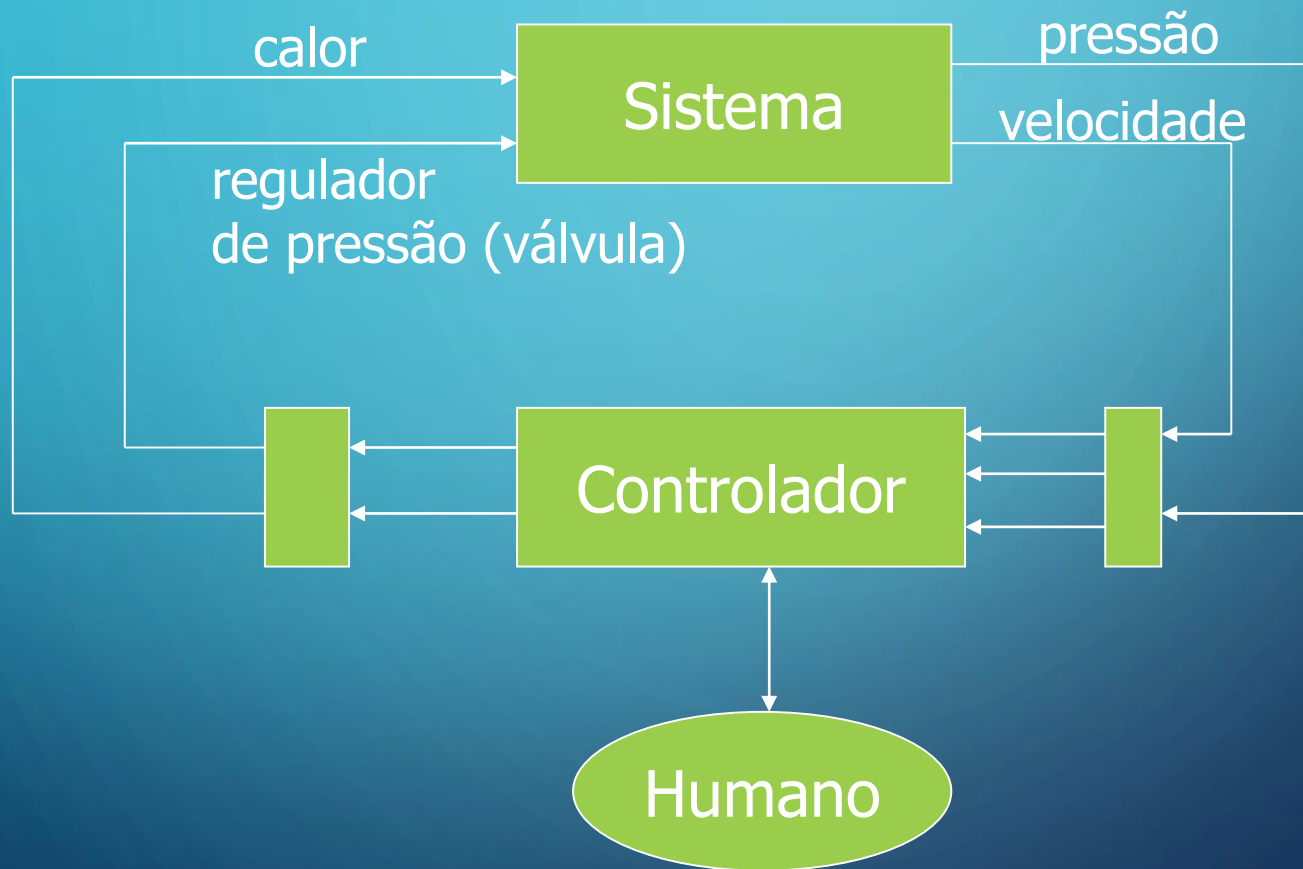 calor
pressão
Sistema
velocidade
regulador
de pressão (válvula)
Controlador
Humano